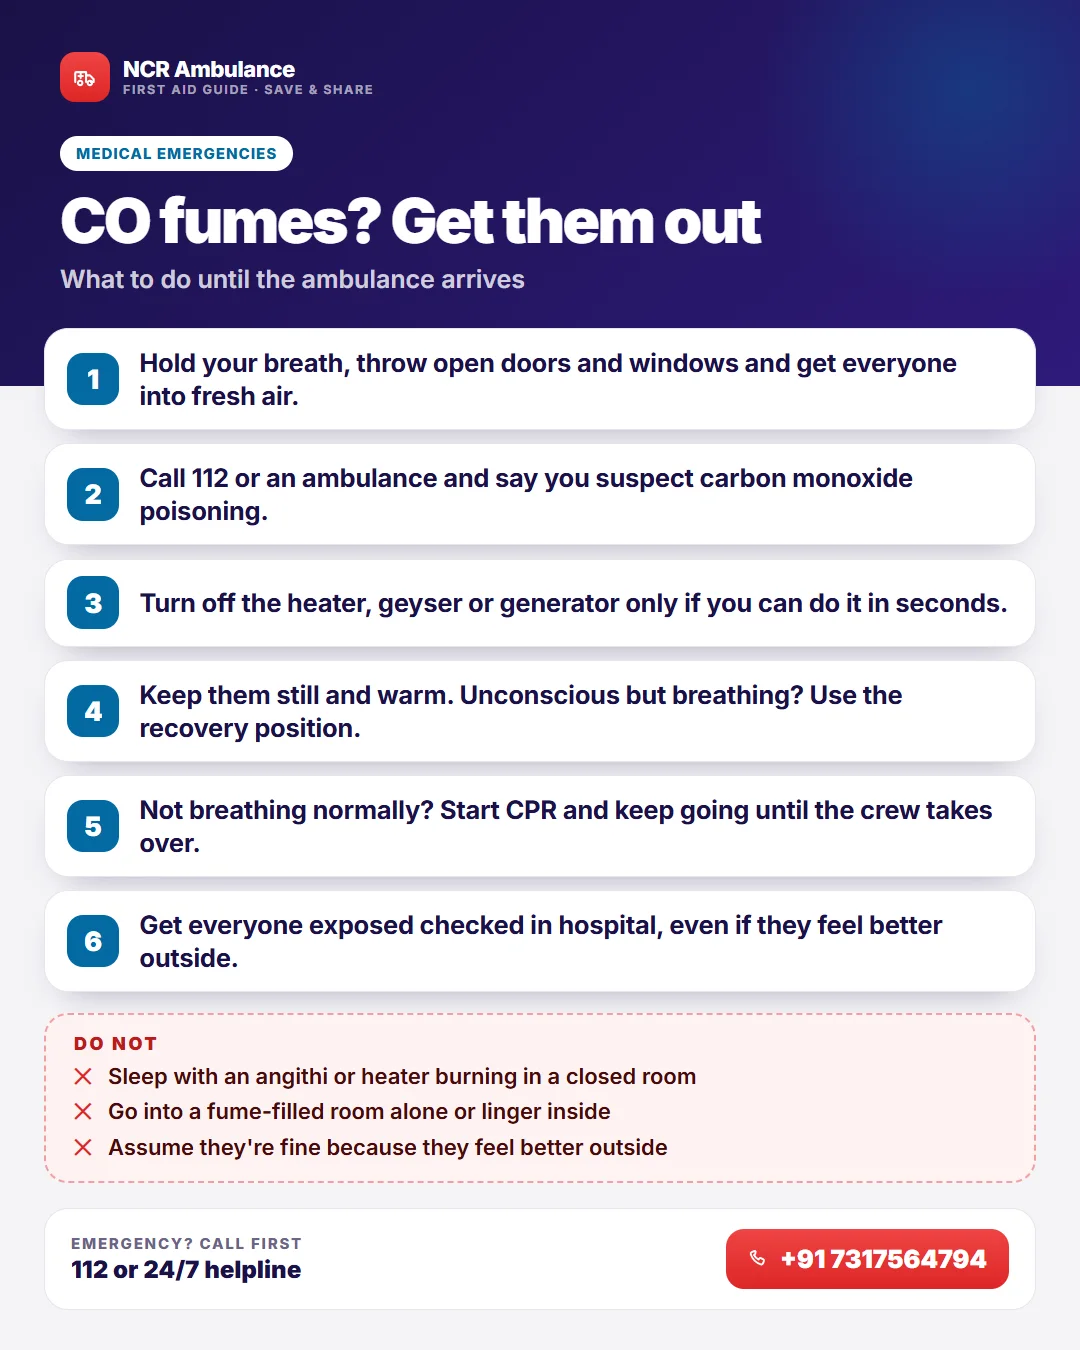 NCR Ambulance
FIRST AID GUIDE · SAVE & SHARE
MEDICAL EMERGENCIES
CO fumes? Get them out
What to do until the ambulance arrives
1
Hold your breath, throw open doors and windows and get everyone
into fresh air.
2
Call 112 or an ambulance and say you suspect carbon monoxide
poisoning.
3
Turn off the heater, geyser or generator only if you can do it in seconds.
4
Keep them still and warm. Unconscious but breathing? Use the
recovery position.
5
Not breathing normally? Start CPR and keep going until the crew takes
over.
6
Get everyone exposed checked in hospital, even if they feel better
outside.
DO NOT
Sleep with an angithi or heater burning in a closed room
Go into a fume-filled room alone or linger inside
Assume they're fine because they feel better outside
EMERGENCY? CALL FIRST
112 or 24/7 helpline
+91 7317564794